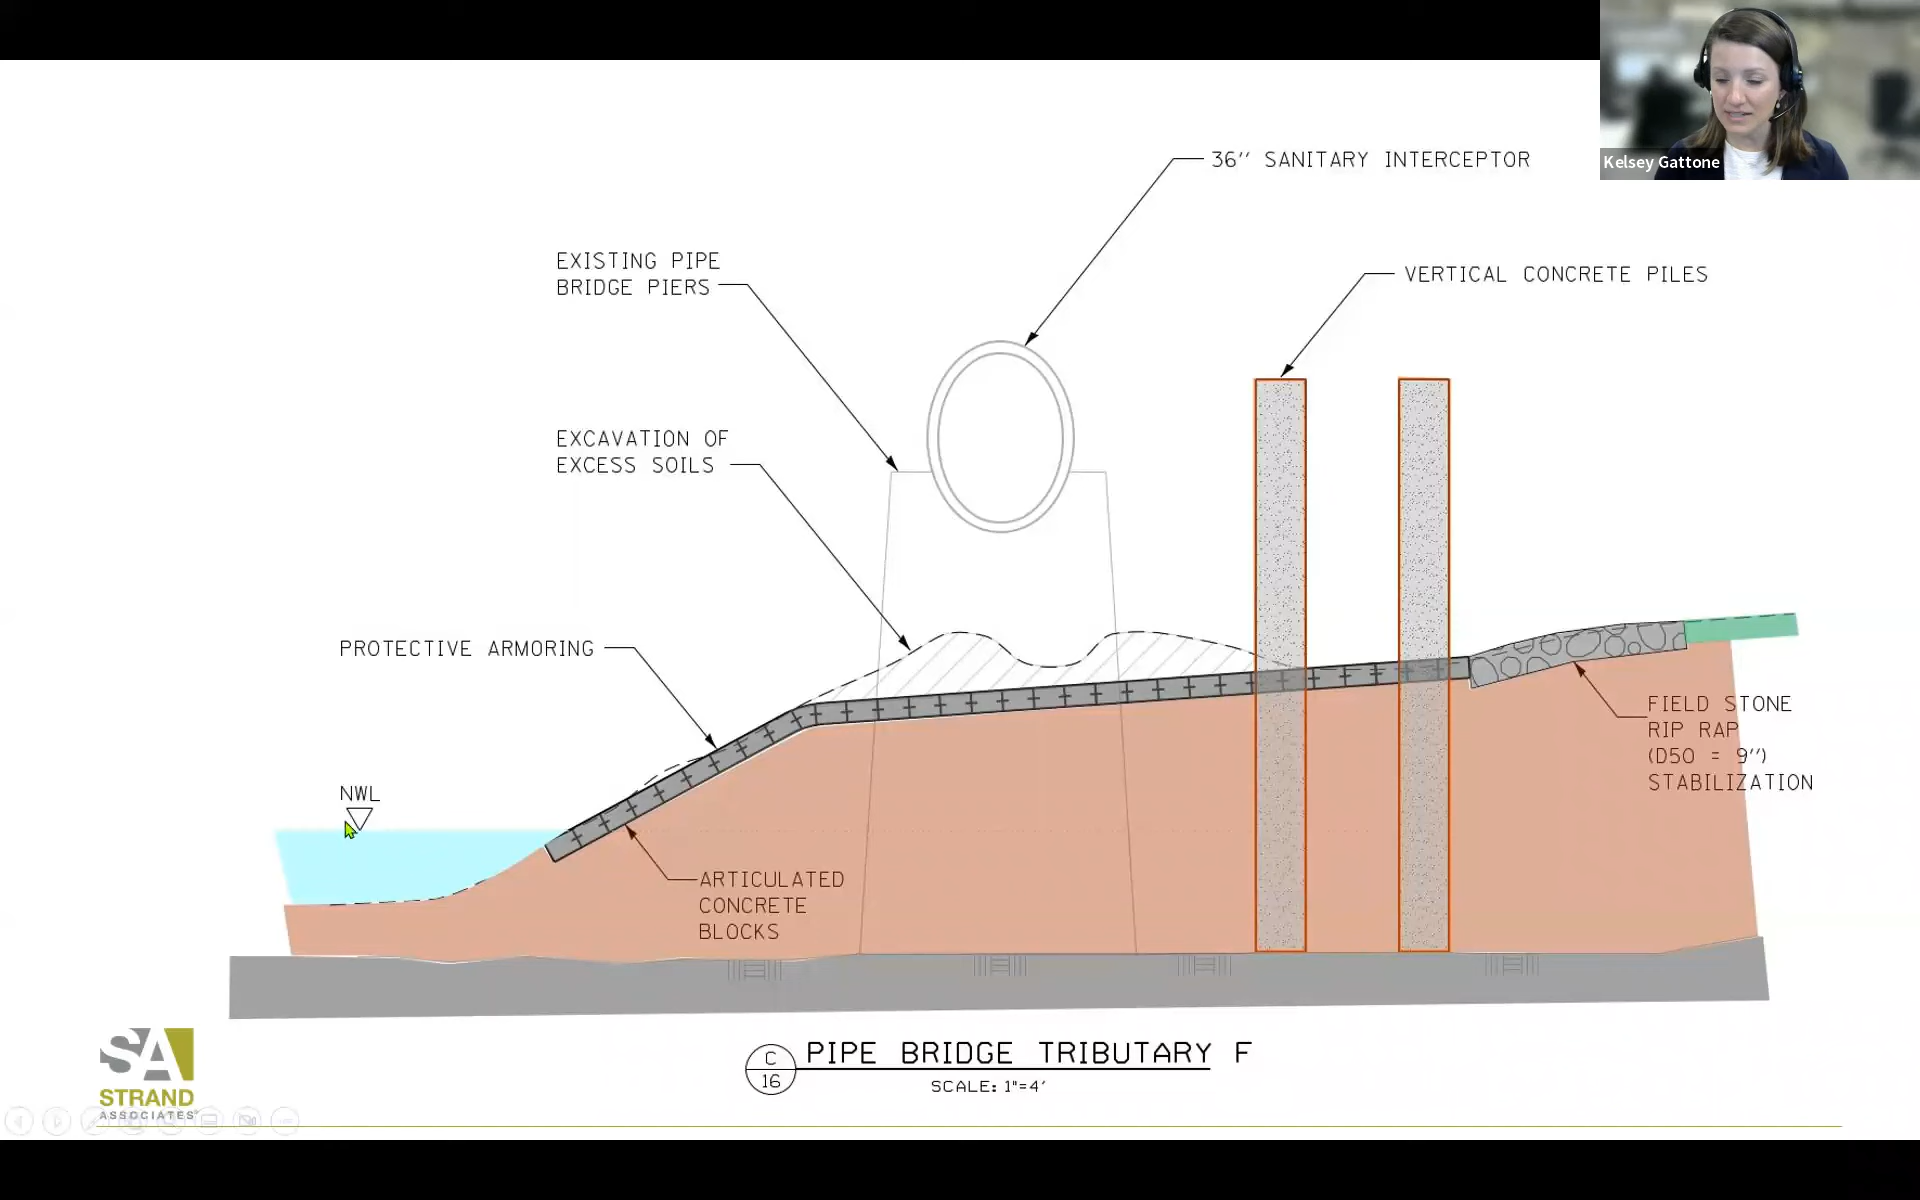 Kelsey Gattone
36" SANITARY INTERCEPTOR
EXISTING PIPE
BRIDGE PIERS
VERTICAL CONCRETE PILES
EXCAVATION OF
EXCESS SOILS
PROTECTIVE ARMORING
FIELD STONE
RIP RAP
(D50 = 9")
STABILIZATION
NWL
ARTICULATED
CONCRETE
BLOCKS
C
16
PIPE BRIDGE TRIBUTARY F
SCALE: 1"=4'
SA
STRAND
ASSOCIATES®